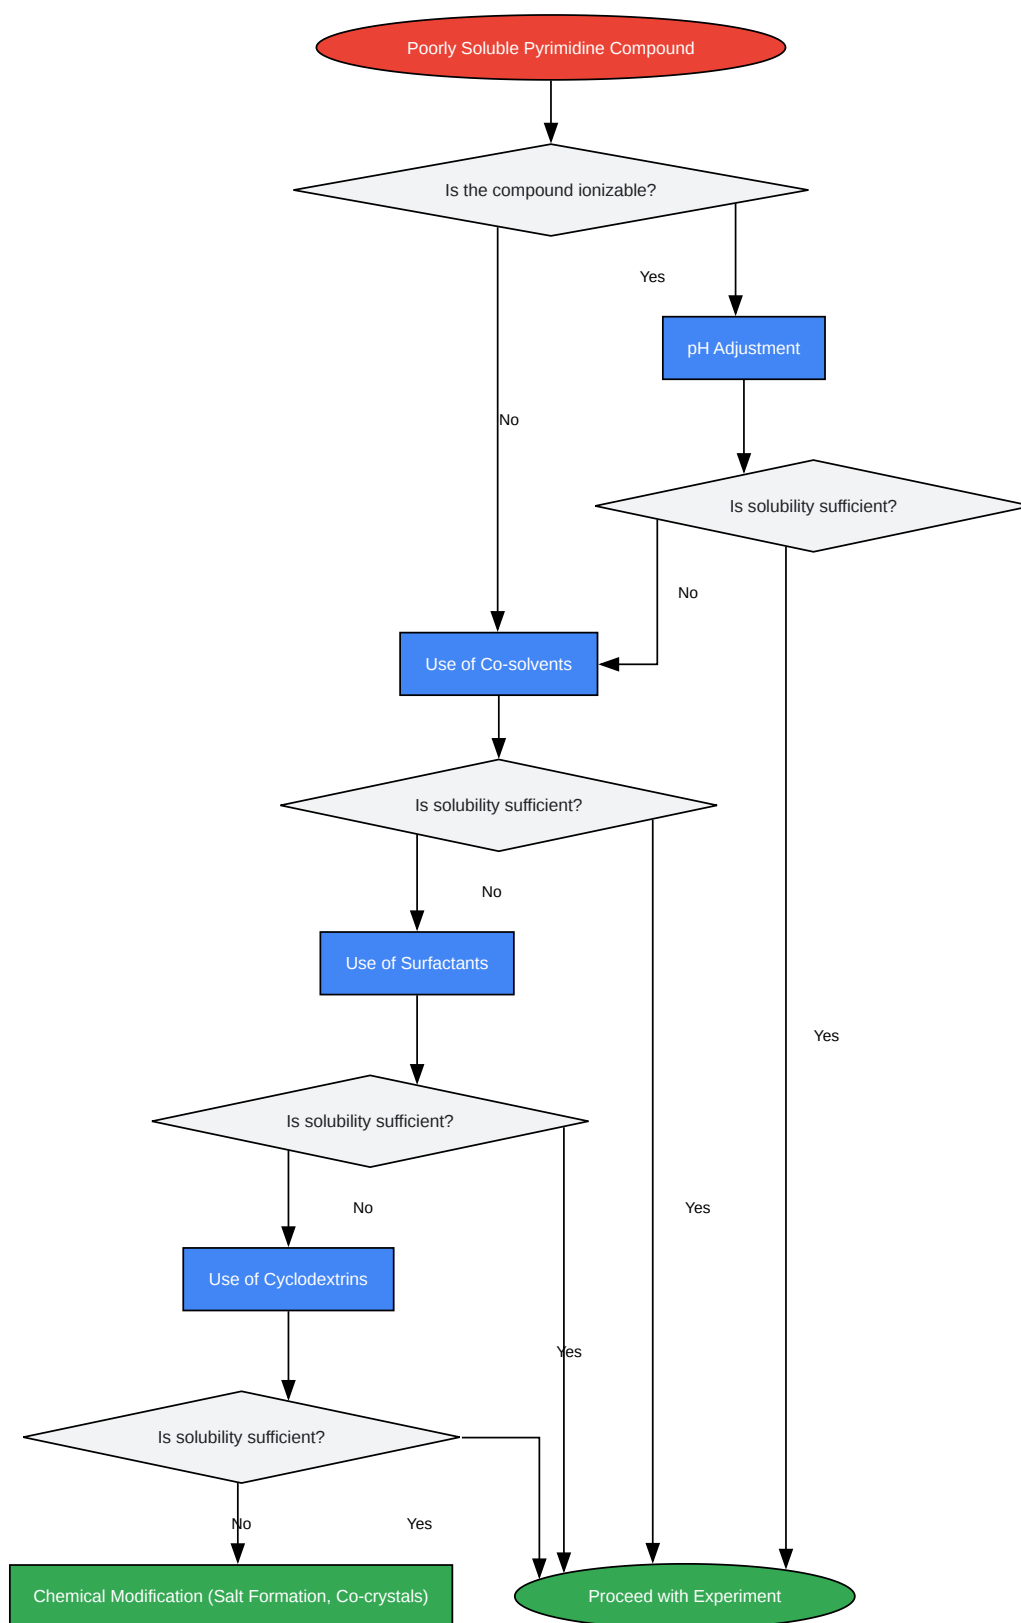 Poorly Soluble Pyrimidine Compound
Is the compound ionizable?
Yes
pH Adjustment
No
Is solubility sufficient?
No
Use of Co-solvents
Is solubility sufficient?
No
Use of Surfactants
Yes
Is solubility sufficient?
No
Yes
Use of Cyclodextrins
Yes
Is solubility sufficient?
No
Yes
Chemical Modification (Salt Formation, Co-crystals)
Proceed with Experiment